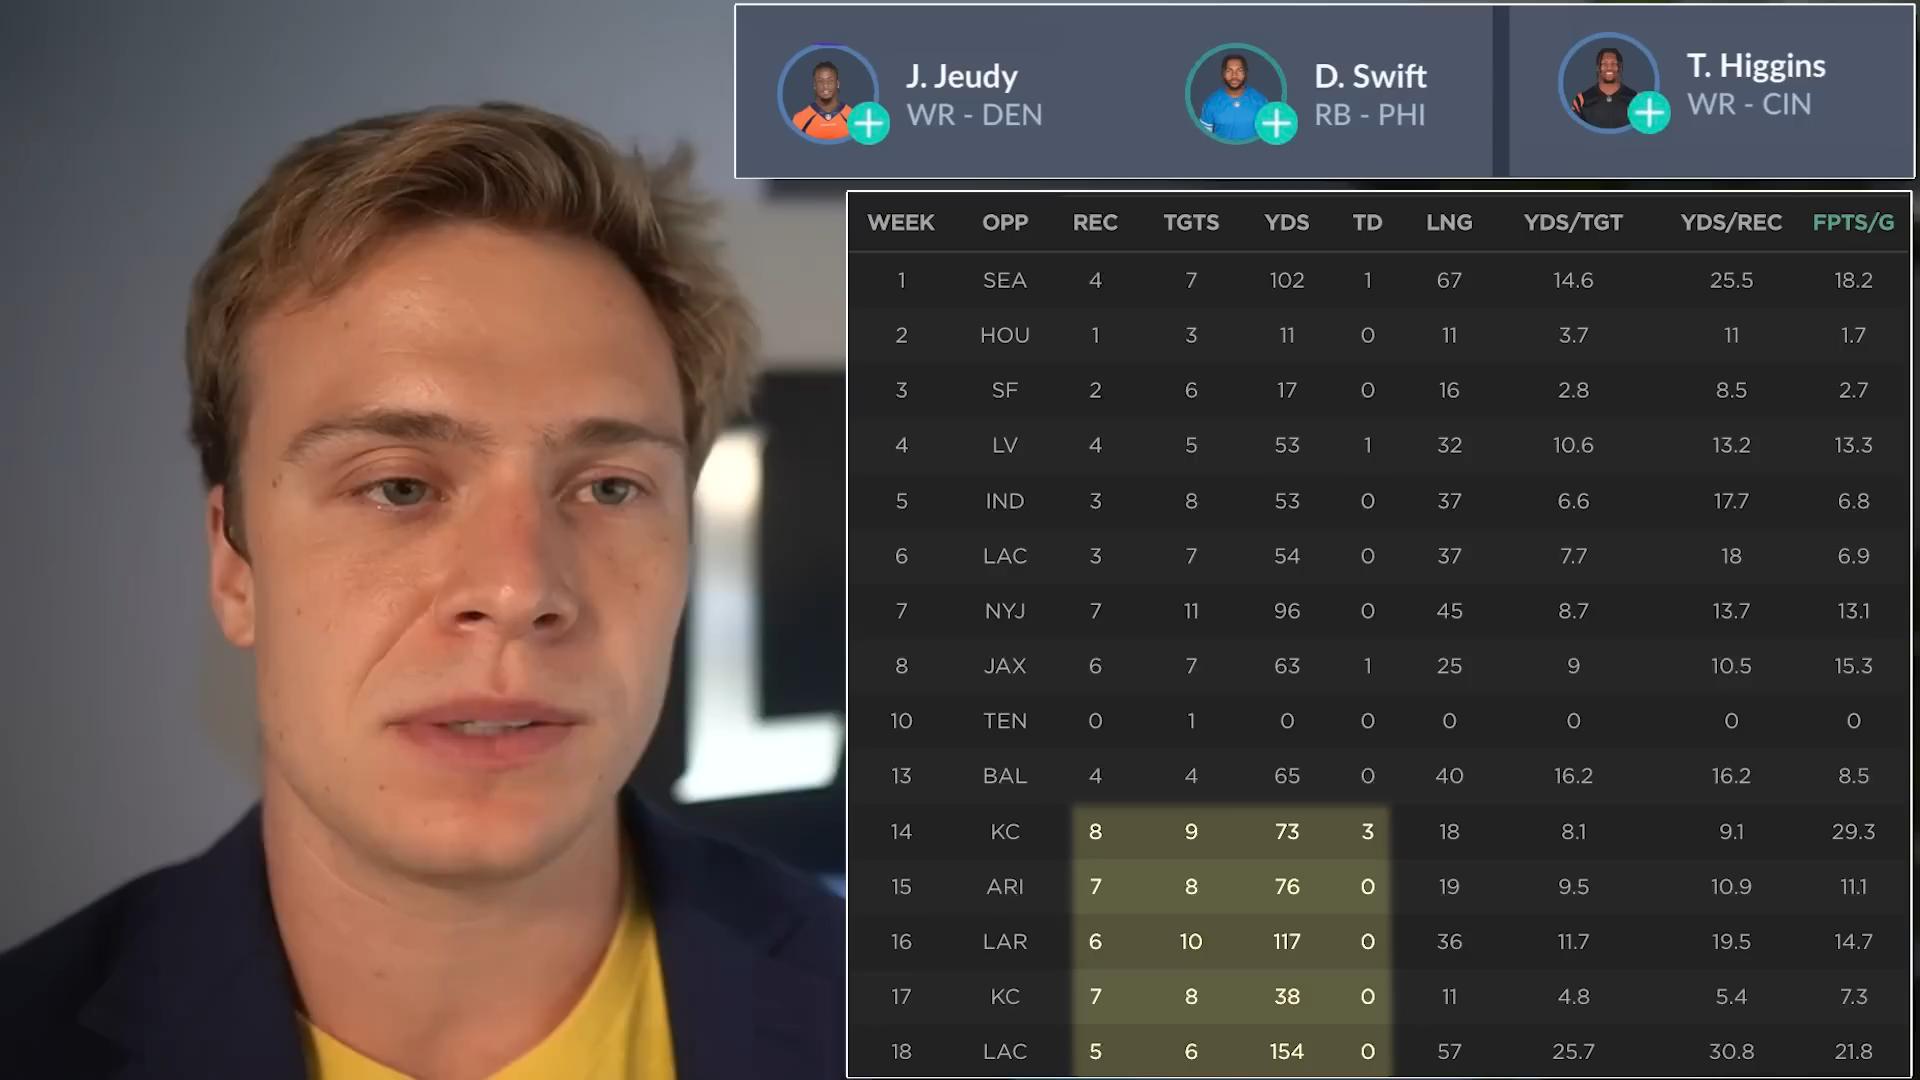 J. Jeudy
WR - DEN
D. Swift
RB - PHI
T. Higgins
WR - CIN
WEEK OPP REC TGTS YDS TD LNG YDS/TGT YDS/REC FPTS/G
1 SEA 4 7 102 1 67 14.6 25.5 18.2
2 HOU 1 3 11 0 11 3.7 11 1.7
3 SF 2 6 17 0 16 2.8 8.5 2.7
4 LV 4 5 53 1 32 10.6 13.2 13.3
5 IND 3 8 53 0 37 6.6 17.7 6.8
6 LAC 3 7 54 0 37 7.7 18 6.9
7 NYJ 7 11 96 0 45 8.7 13.7 13.1
8 JAX 6 7 63 1 25 9 10.5 15.3
10 TEN 0 1 0 0 0 0 0 0
13 BAL 4 4 65 0 40 16.2 16.2 8.5
14 KC 8 9 73 3 18 8.1 9.1 29.3
15 ARI 7 8 76 0 19 9.5 10.9 11.1
16 LAR 6 10 117 0 36 11.7 19.5 14.7
17 KC 7 8 38 0 11 4.8 5.4 7.3
18 LAC 5 6 154 0 57 25.7 30.8 21.8
L